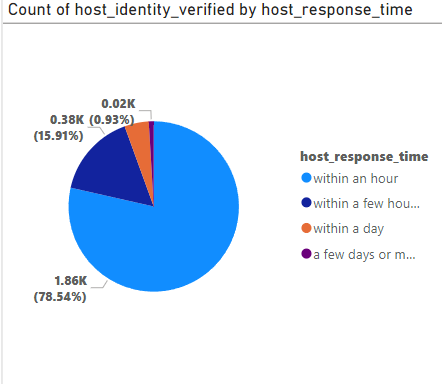 Count of host_identity_verified by host_response_time
0.02K
(0.93%)
0.38K
(15.91%)
1.86K
(78.54%)
host_response_time
within an hour
within a few hou...
within a day
a few days or m...